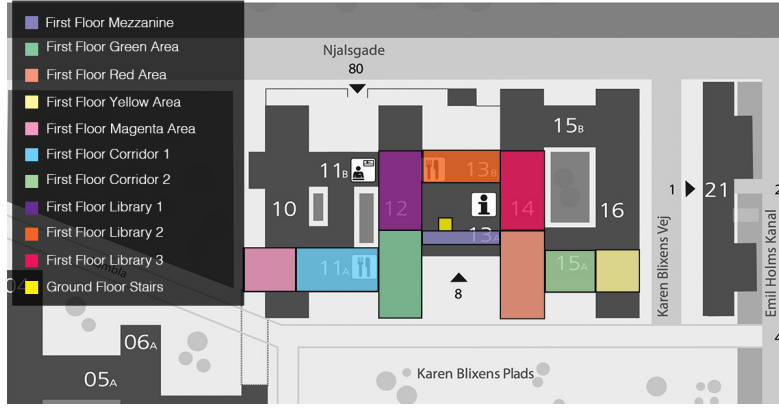 First Floor Mezzanine
First Floor Green Area
First Floor Red Area
First Floor Yellow Area
First Floor Magenta Area
First Floor Corridor 1
First Floor Corridor 2
First Floor Library 1
First Floor Library 2
First Floor Library 3
Ground Floor Stairs
Njalsgade
80
15B
11B
13B
10
12
14
16
1
21
2
13A
11A
15A
8
04
06A
05A
4
Karen Blixens Plads
Karen Blixens Vej
Emil Holms Kanal